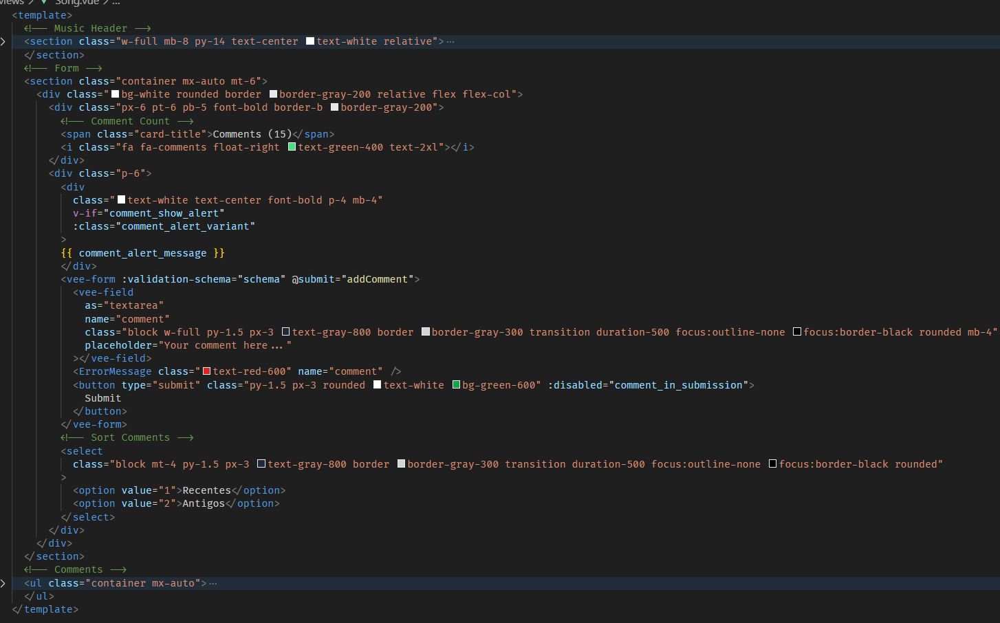 views > Song.vue > ...
<template>
<!-- Music Header -->
<section class="w-full mb-8 py-14 text-center text-white relative">...
</section>
<!-- Form -->
<section class="container mx-auto mt-6">
<div class="bg-white rounded border border-gray-200 relative flex flex-col">
<div class="px-6 pt-6 pb-5 font-bold border-b border-gray-200">
<!-- Comment Count -->
<span class="card-title">Comments (15)</span>
<i class="fa fa-comments float-right text-green-400 text-2xl"></i>
</div>
<div class="p-6">
<div
class="text-white text-center font-bold p-4 mb-4"
v-if="comment_show_alert"
:class="comment_alert_variant"
>
{{ comment_alert_message }}
</div>
<vee-form :validation-schema="schema" @submit="addComment">
<vee-field
as="textarea"
name="comment"
class="block w-full py-1.5 px-3 text-gray-800 border border-gray-300 transition duration-500 focus:outline-none focus:border-black rounded mb-4"
placeholder="Your comment here..."
></vee-field>
<ErrorMessage class="text-red-600" name="comment" />
<button type="submit" class="py-1.5 px-3 rounded text-white bg-green-600" :disabled="comment_in_submission">
Submit
</button>
</vee-form>
<!-- Sort Comments -->
<select
class="block mt-4 py-1.5 px-3 text-gray-800 border border-gray-300 transition duration-500 focus:outline-none focus:border-black rounded"
>
<option value="1">Recentes</option>
<option value="2">Antigos</option>
</select>
</div>
</div>
</section>
<!-- Comments -->
<ul class="container mx-auto">...
</ul>
</template>